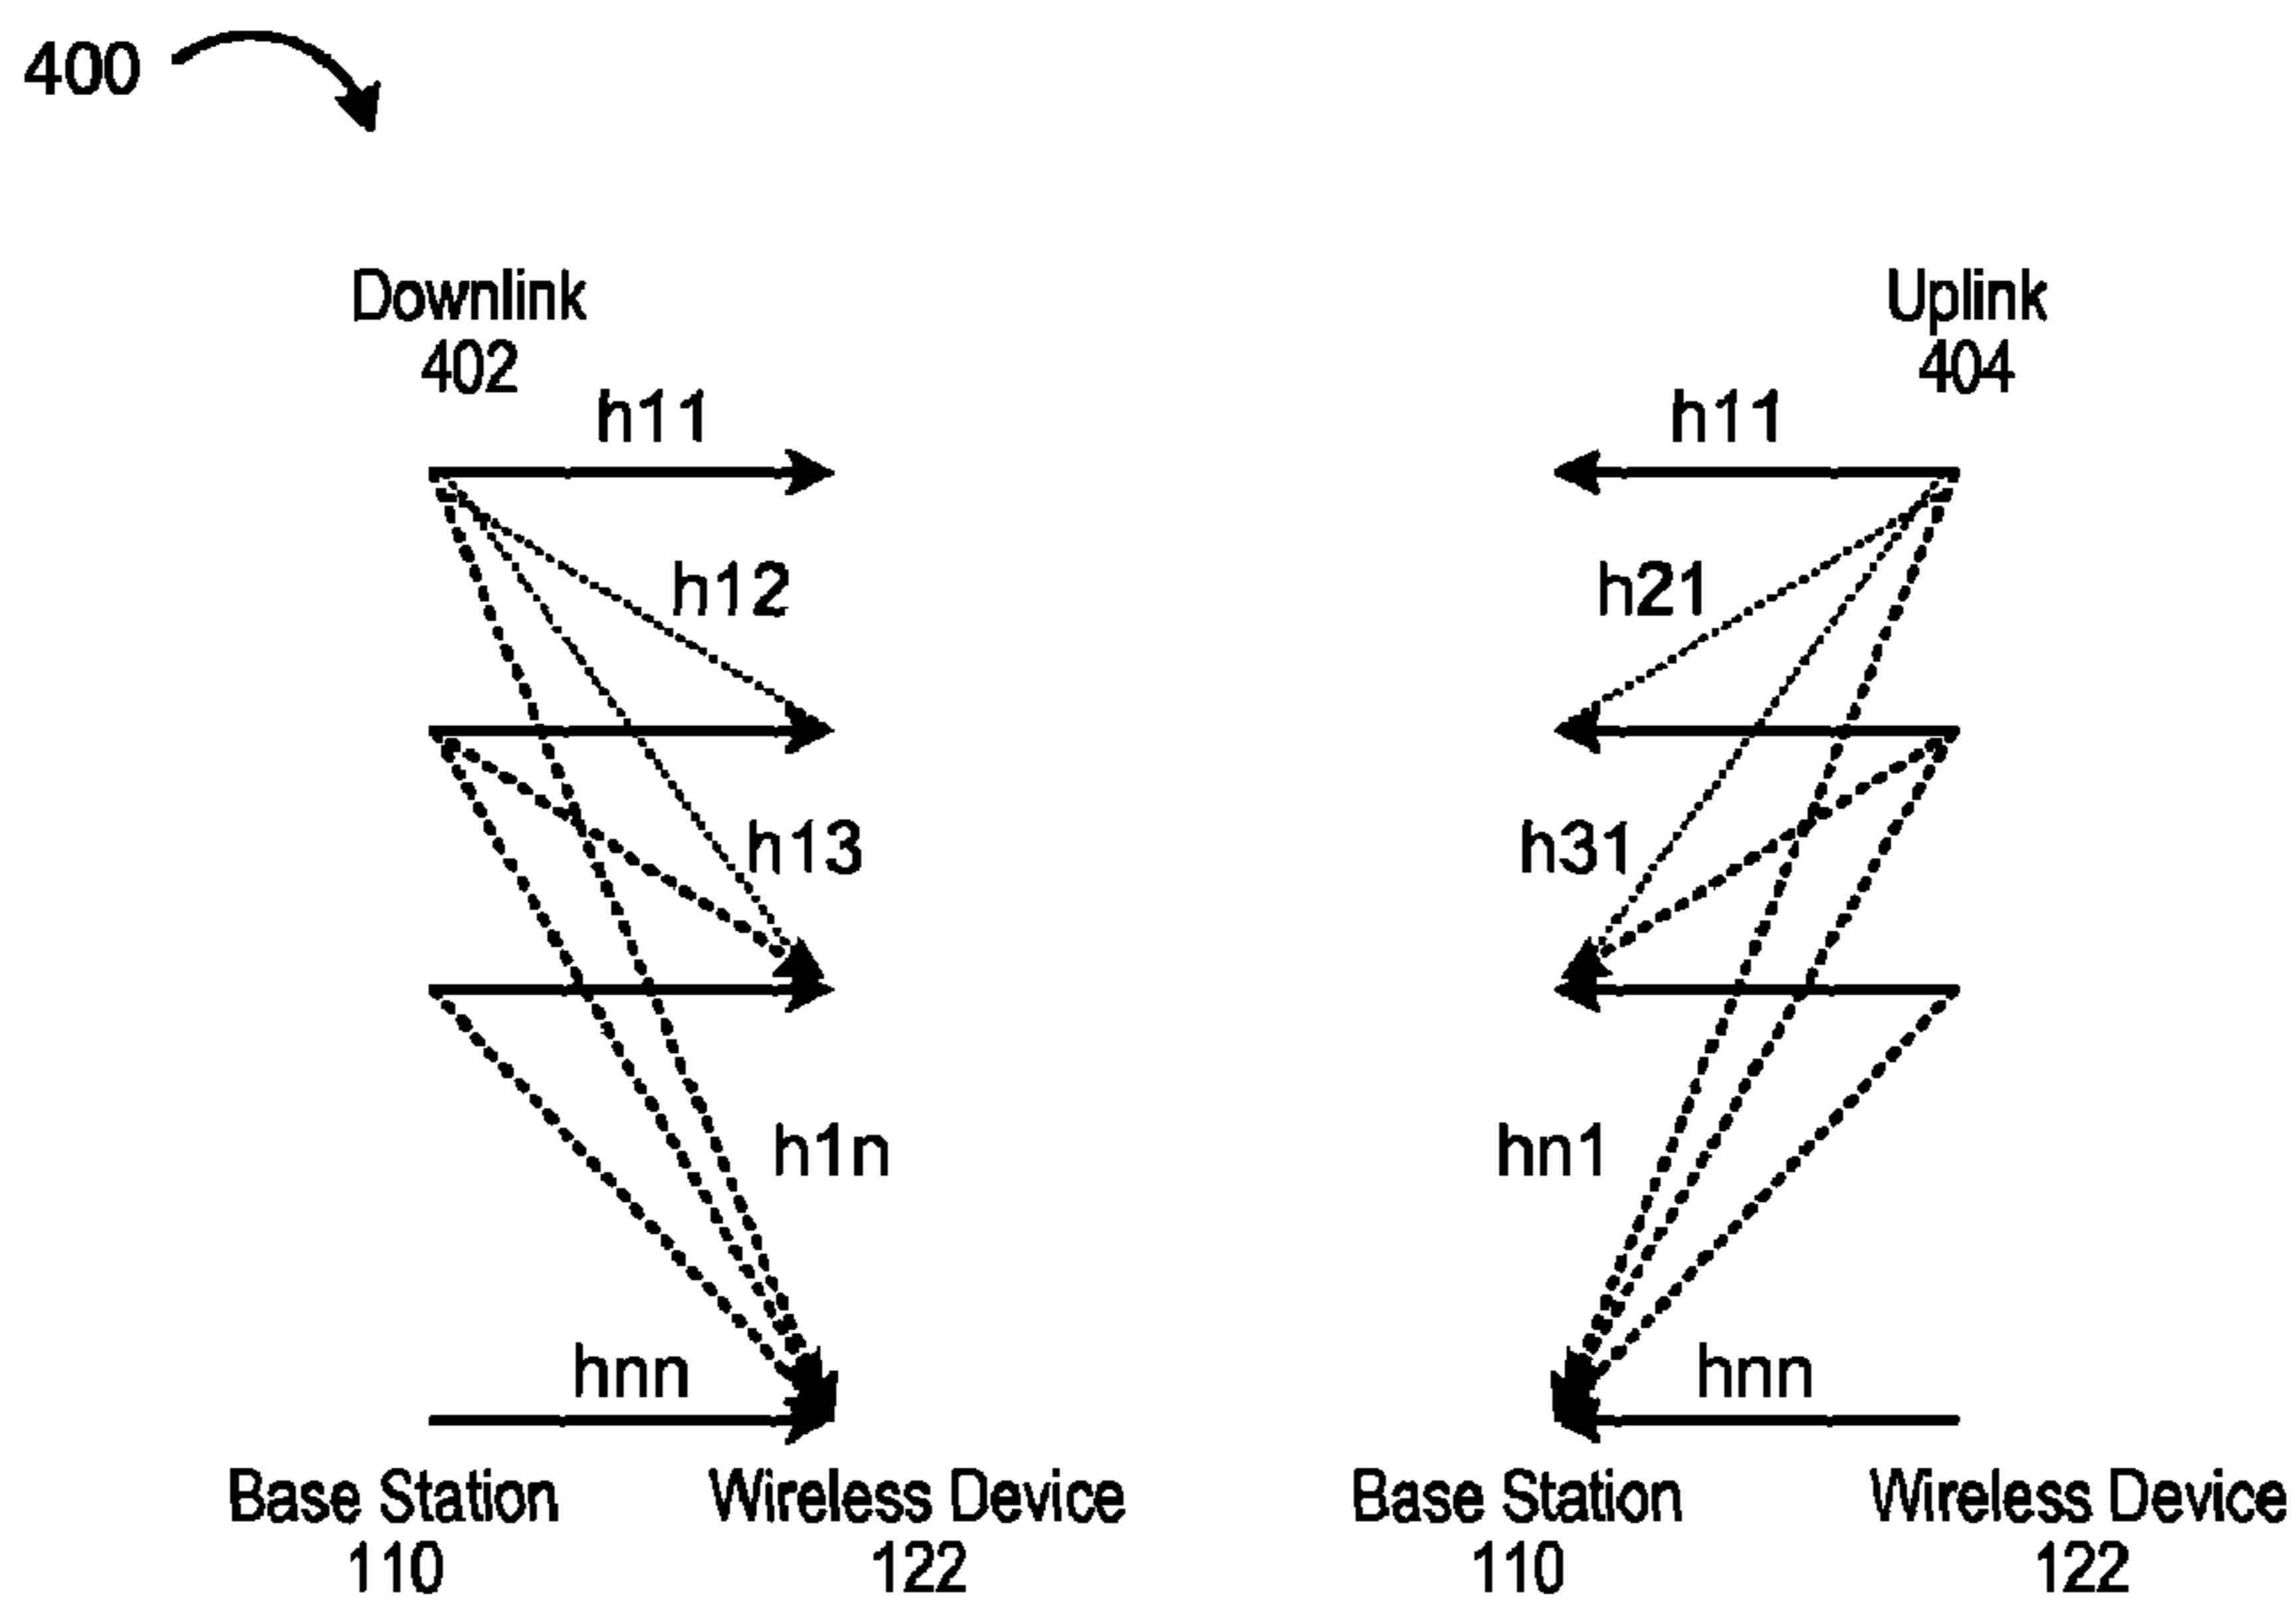 400
Downlink
402
h11
h12
h13
h1n
hnn
Base Station
110
Wireless Device
122
Uplink
404
h11
h21
h31
hn1
hnn
Base Station
110
Wireless Device
122